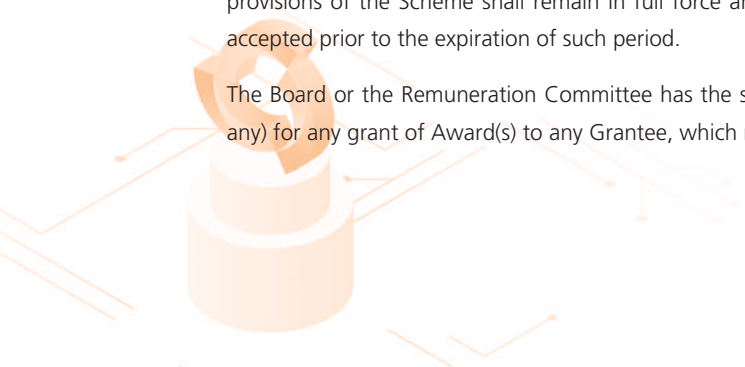 provisions of the Scheme shall remain in full force
accepted prior to the expiration of such period.
The Board or the Remuneration Committee has the
any) for any grant of Award(s) to any Grantee, which